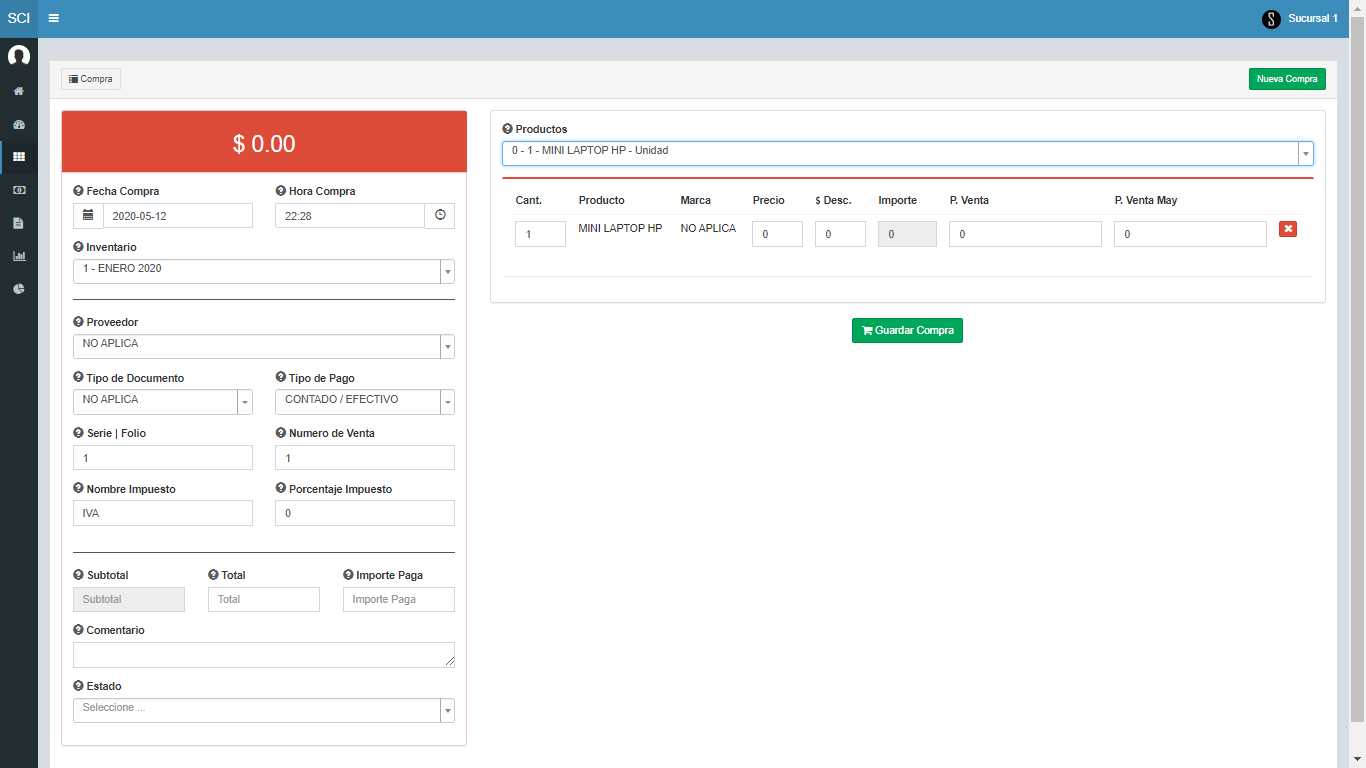 SCI
Sucursal 1
Compra
Nueva Compra
$ 0.00
Fecha Compra
Hora Compra
2020-05-12
22:28
Inventario
1 - ENERO 2020
Proveedor
NO APLICA
Tipo de Documento
Tipo de Pago
NO APLICA
CONTADO / EFECTIVO
Serie | Folio
Numero de Venta
1
1
Nombre Impuesto
Porcentaje Impuesto
IVA
0
Subtotal
Total
Importe Paga
Subtotal
Total
Importe Paga
Comentario
Estado
Seleccione ...
Productos
0 - 1 - MINI LAPTOP HP - Unidad
Cant.
Producto
Marca
Precio
$ Desc.
Importe
P. Venta
P. Venta May
1
MINI LAPTOP HP
NO APLICA
0
0
0
0
0
Guardar Compra